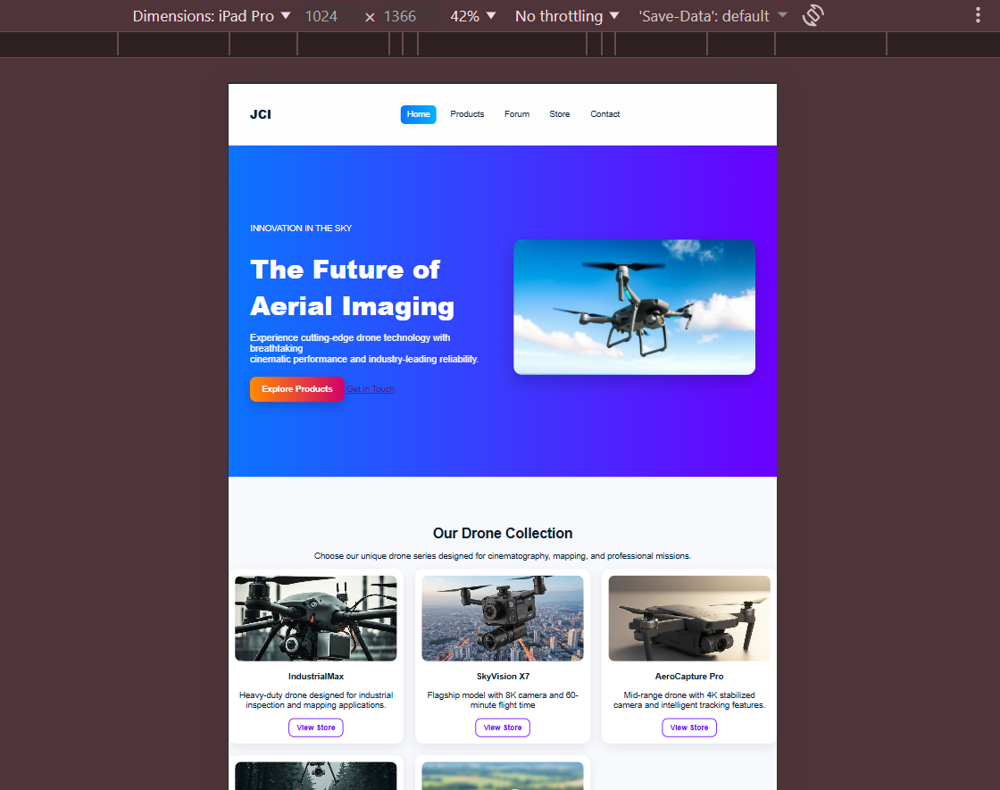 Dimensions: iPad Pro 1024 × 1366 42% No throttling 'Save-Data': default
JCI
Home Products Forum Store Contact
INNOVATION IN THE SKY
The Future of
Aerial Imaging
Experience cutting-edge drone technology with
breathtaking
cinematic performance and industry-leading reliability.
Explore Products Get in Touch
Our Drone Collection
Choose our unique drone series designed for cinematography, mapping, and professional missions.
IndustrialMax
Heavy-duty drone designed for industrial
inspection and mapping applications.
View Store
SkyVision X7
Flagship model with 8K camera and 60-
minute flight time
View Store
AeroCapture Pro
Mid-range drone with 4K stabilized
camera and intelligent tracking features.
View Store